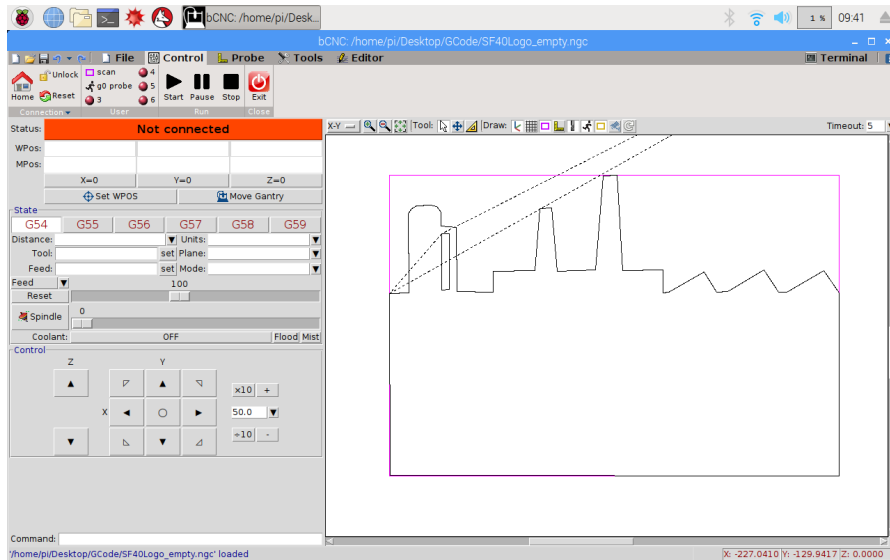 bCNC: /home/pi/Desk...
1 %
09:41
bCNC: /home/pi/Desktop/GCode/SF40Logo_empty.ngc
File Control Probe Tools Editor Terminal
Home Unlock Reset
scan 4
g0 probe 5
3 6
Start Pause Stop Exit
Connection User Run Close
Status: Not connected
WPos:
MPos:
X=0 Y=0 Z=0
Set WPOS Move Gantry
State
G54 G55 G56 G57 G58 G59
Distance: Units:
Tool: set Plane:
Feed: set Mode:
Feed 100
Reset
Spindle 0
Coolant: OFF Flood Mist
Control
Z Y
×10 +
X 50.0
÷10 -
Command:
'/home/pi/Desktop/GCode/SF40Logo_empty.ngc' loaded
X-Y Tool: Draw: Timeout: 5
X: -227.0410 Y: -129.9417 Z: 0.0000